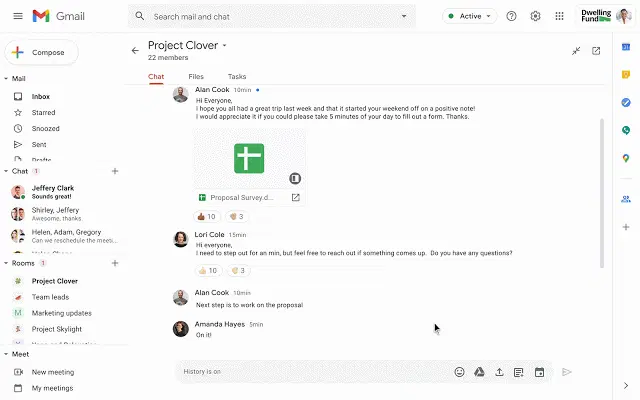 Gmail
Search mail and chat
Active
Dwelling
Fund
Compose
Mail
Inbox
Starred
Snoozed
Sent
Drafts
Chat 1
Jeffery Clark
Sounds great!
Shirley, Jeffery
Awesome, thanks.
Helen, Adam, Gregory
Can we reschedule the meeti...
Rooms 1
Project Clover
Team leads
M Marketing updates
Project Skylight
Meet
New meeting
My meetings
Project Clover
22 members
Chat Files Tasks
Alan Cook 10min
Hi Everyone,
I hope you all had a great trip last week and that it started your weekend off on a positive note!
I would appreciate it if you could please take 5 minutes of your day to fill out a form. Thanks.
Proposal Survey.d...
10 3
Lori Cole 15min
Hi everyone,
I need to step out for an min, but feel free to reach out if something comes up. Do you have any questions?
10 3
Alan Cook 10min
Next step is to work on the proposal
Amanda Hayes 5min
On it!
History is on